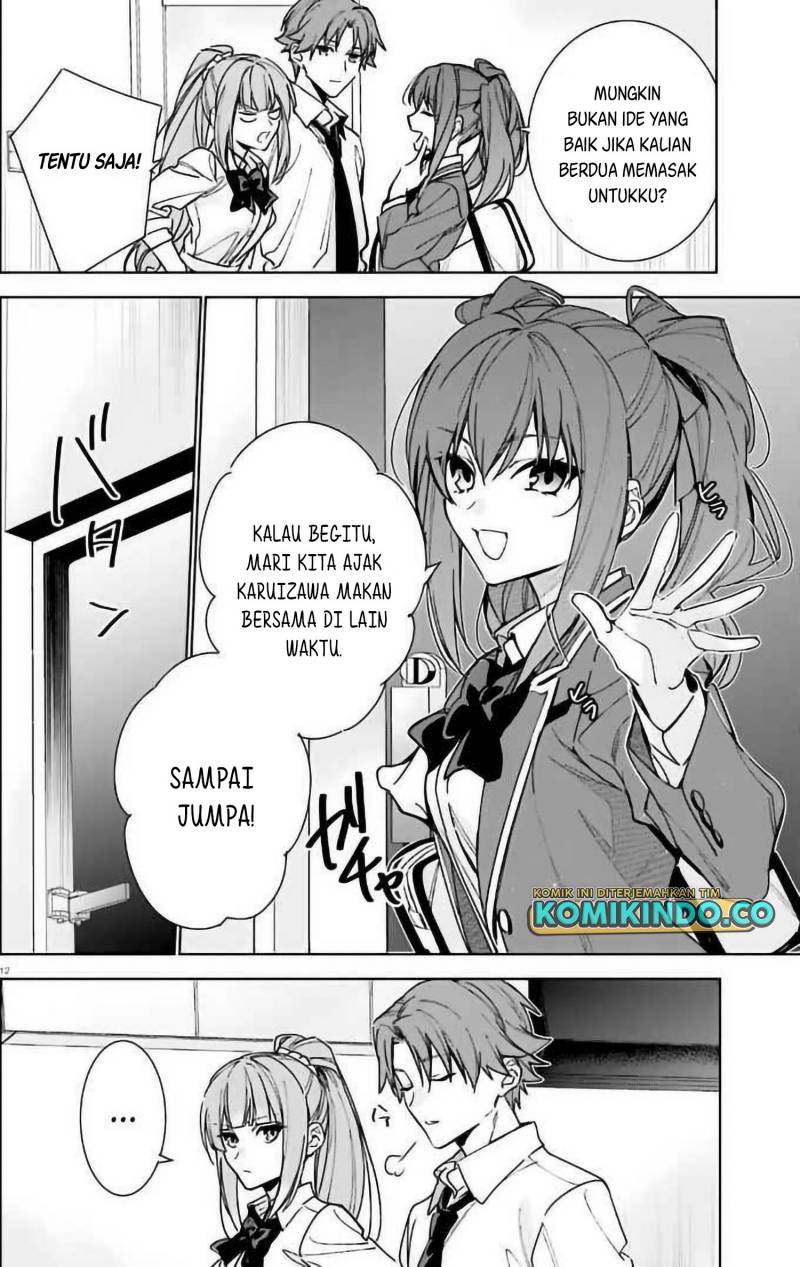 MUNGKIN
BUKAN IDE YANG
BAIK JIKA KALIAN
BERDUA MEMASAK
UNTUKKU?
TENTU SAJA!
KALAU BEGITU,
MARI KITA AJAK
KARUIZAWA MAKAN
BERSAMA DI LAIN
WAKTU.
SAMPAI
JUMPA!
D
ガチャ
バタン
KOMIK INI DITERJEMAHKAN TIM
KOMIKINDO.CO
12
...